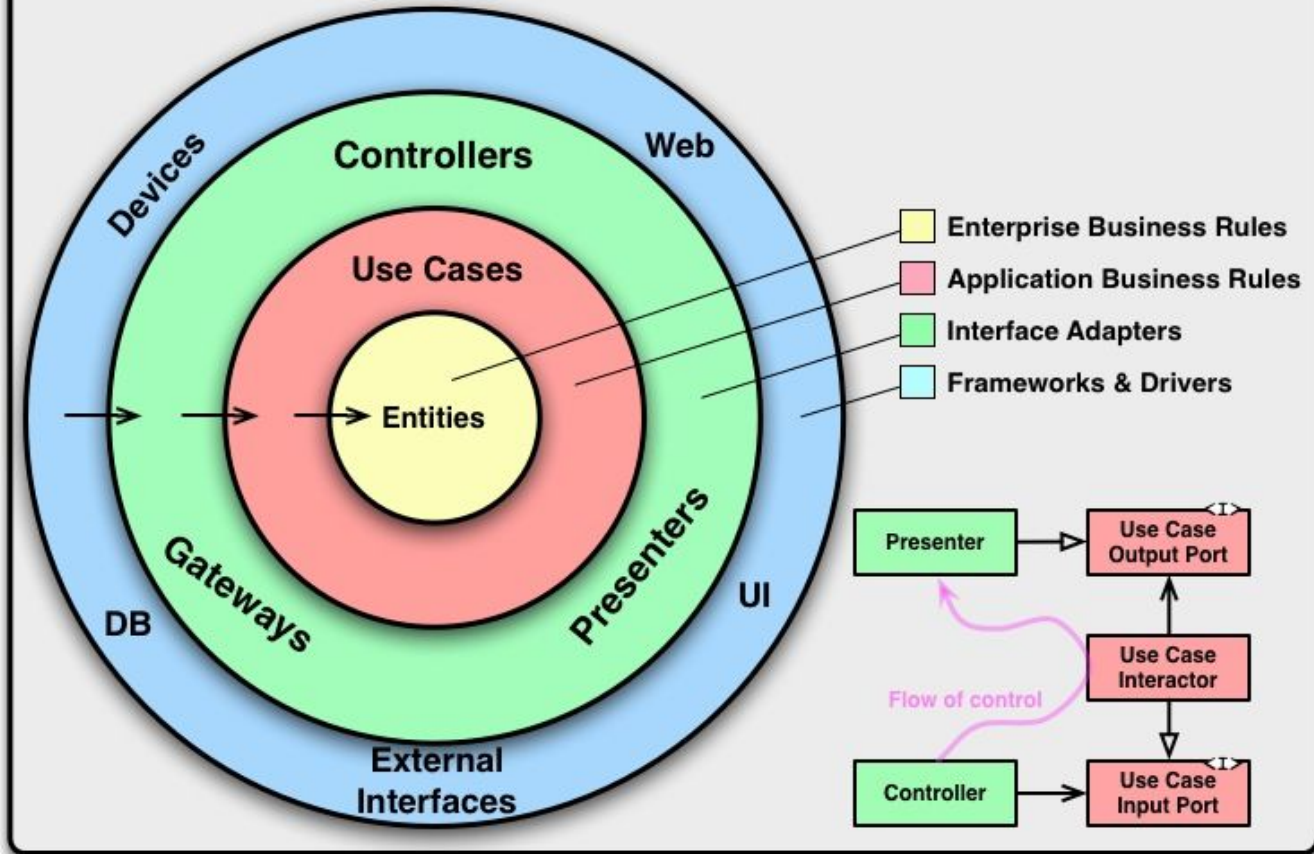 Devices
Web
Controllers
Use Cases
Entities
Gateways
Presenters
DB
UI
External
Interfaces
Enterprise Business Rules
Application Business Rules
Interface Adapters
Frameworks & Drivers
Presenter
<I>
Use Case
Output Port
Use Case
Interactor
Flow of control
Controller
<I>
Use Case
Input Port